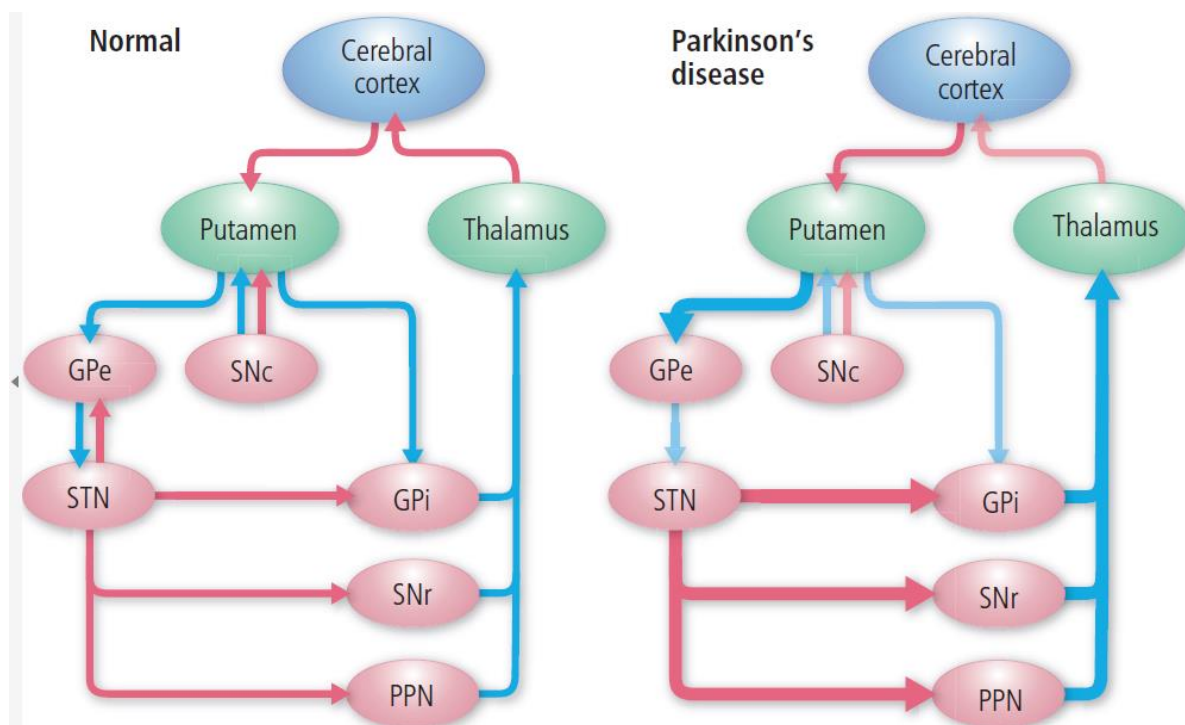 Normal
Cerebral
cortex
Putamen
Thalamus
GPe
SNc
STN
GPi
SNr
PPN
Parkinson's
disease
Cerebral
cortex
Putamen
Thalamus
GPe
SNc
STN
GPi
SNr
PPN